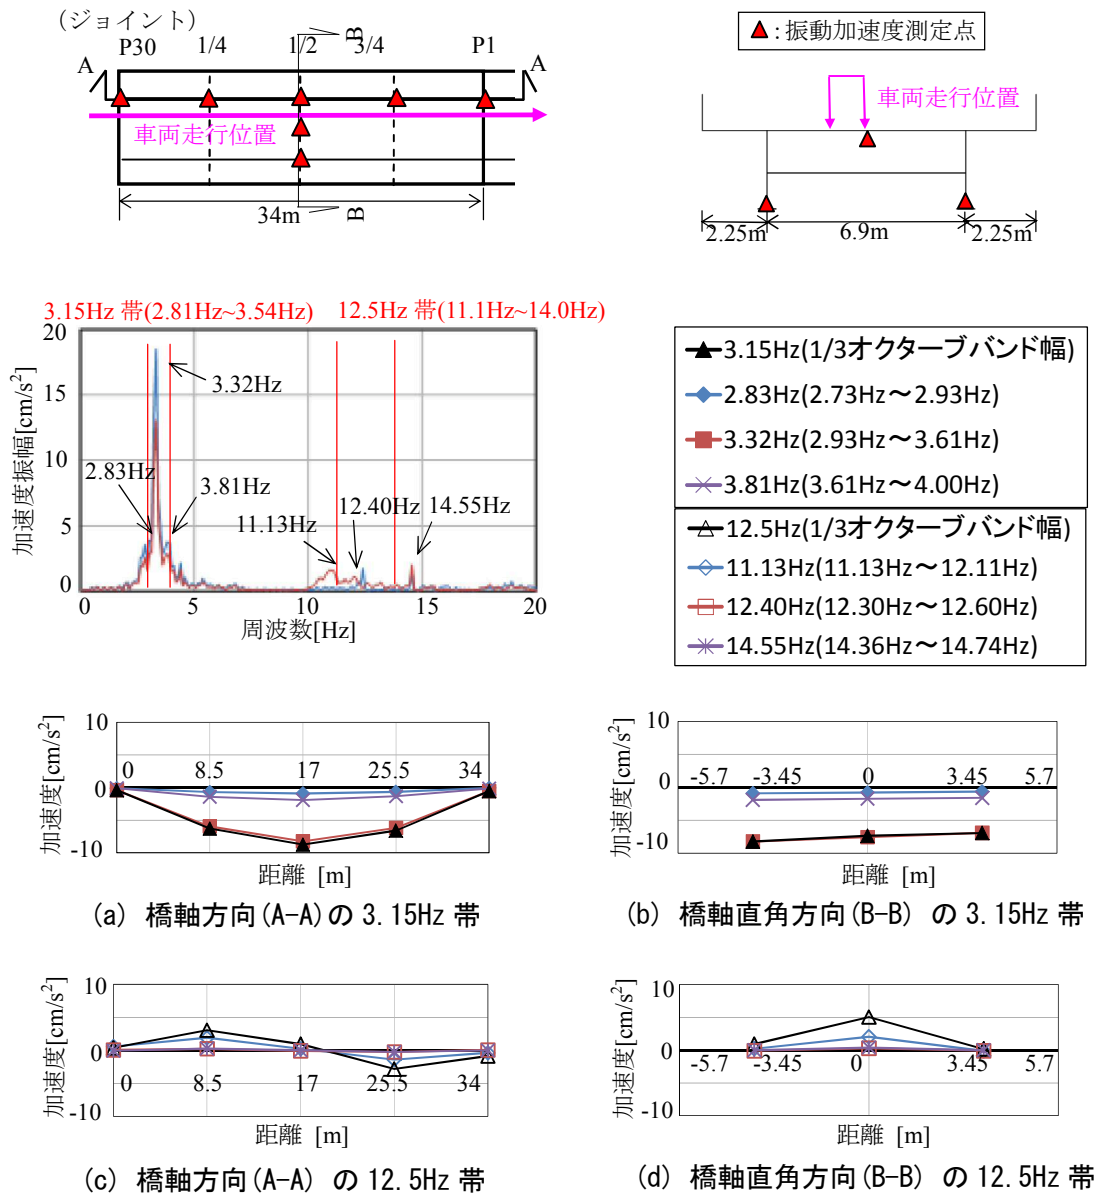 (ジョイント)
P30 1/4 1/2 3/4 P1
B
A A
車両走行位置
34m
B
▲:振動加速度測定点
車両走行位置
2.25m 6.9m 2.25m
3.15Hz 帯(2.81Hz~3.54Hz) 12.5Hz 帯(11.1Hz~14.0Hz)
加速度振幅[cm/s²]
20
15
10
5
0
3.32Hz
2.83Hz
3.81Hz
11.13Hz
12.40Hz
14.55Hz
0 5 10 15 20
周波数[Hz]
3.15Hz(1/3オクターブバンド幅)
2.83Hz(2.73Hz～2.93Hz)
3.32Hz(2.93Hz～3.61Hz)
3.81Hz(3.61Hz～4.00Hz)
12.5Hz(1/3オクターブバンド幅)
11.13Hz(11.13Hz～12.11Hz)
12.40Hz(12.30Hz～12.60Hz)
14.55Hz(14.36Hz～14.74Hz)
加速度[cm/s²]
10
0
-10
0 8.5 17 25.5 34
距離 [m]
(a) 橋軸方向(A-A)の 3.15Hz 帯
加速度[cm/s²]
10
0
-10
-5.7 -3.45 0 3.45 5.7
距離 [m]
(b) 橋軸直角方向(B-B) の 3.15Hz 帯
加速度[cm/s²]
10
0
-10
0 8.5 17 25.5 34
距離 [m]
(c) 橋軸方向(A-A) の 12.5Hz 帯
加速度[cm/s²]
10
0
-10
-5.7 -3.45 0 3.45 5.7
距離 [m]
(d) 橋軸直角方向(B-B) の 12.5Hz 帯